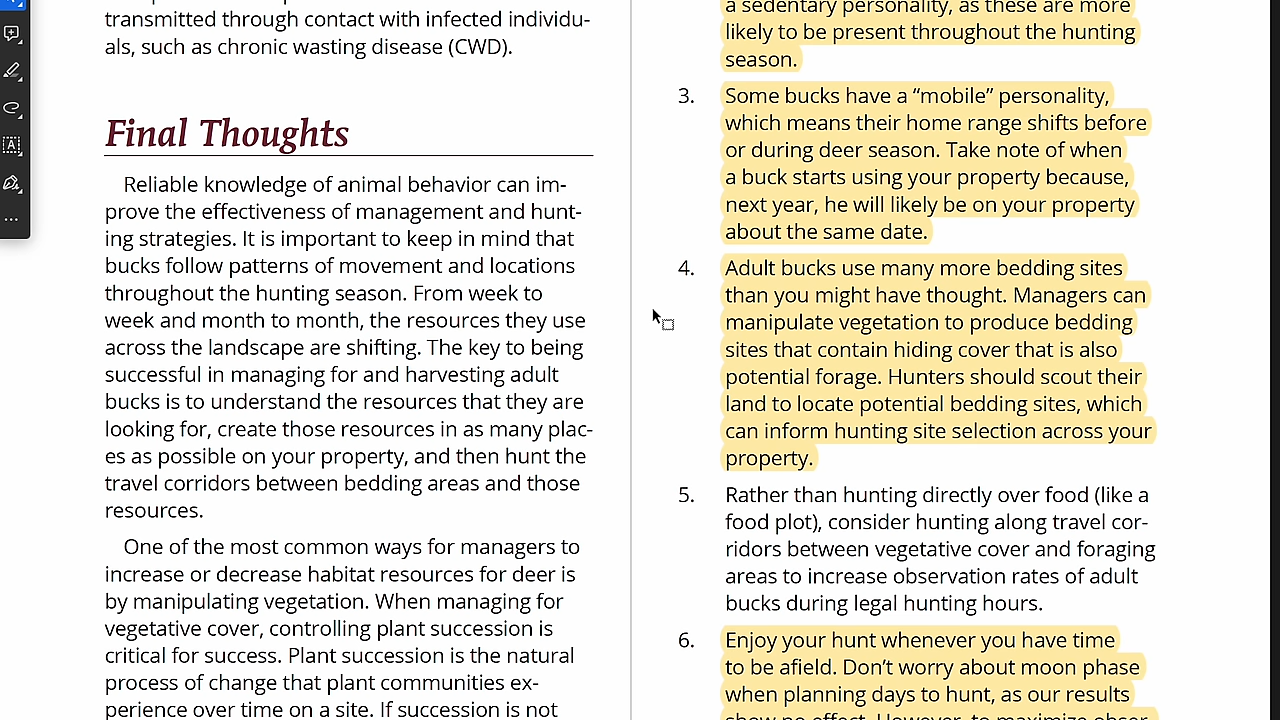 transmitted through contact with infected individu-
als, such as chronic wasting disease (CWD).
Final Thoughts
Reliable knowledge of animal behavior can im-
prove the effectiveness of management and hunt-
ing strategies. It is important to keep in mind that
bucks follow patterns of movement and locations
throughout the hunting season. From week to
week and month to month, the resources they use
across the landscape are shifting. The key to being
successful in managing for and harvesting adult
bucks is to understand the resources that they are
looking for, create those resources in as many plac-
es as possible on your property, and then hunt the
travel corridors between bedding areas and those
resources.
One of the most common ways for managers to
increase or decrease habitat resources for deer is
by manipulating vegetation. When managing for
vegetative cover, controlling plant succession is
critical for success. Plant succession is the natural
process of change that plant communities ex-
perience over time on a site. If succession is not
a sedentary personality, as these are more
likely to be present throughout the hunting
season.
3. Some bucks have a “mobile” personality,
which means their home range shifts before
or during deer season. Take note of when
a buck starts using your property because,
next year, he will likely be on your property
about the same date.
4. Adult bucks use many more bedding sites
than you might have thought. Managers can
manipulate vegetation to produce bedding
sites that contain hiding cover that is also
potential forage. Hunters should scout their
land to locate potential bedding sites, which
can inform hunting site selection across your
property.
5. Rather than hunting directly over food (like a
food plot), consider hunting along travel cor-
ridors between vegetative cover and foraging
areas to increase observation rates of adult
bucks during legal hunting hours.
6. Enjoy your hunt whenever you have time
to be afield. Don’t worry about moon phase
when planning days to hunt, as our results
show no effect. However, to maximize obser-